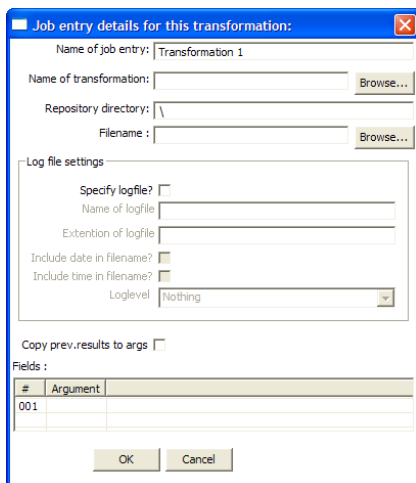 Job entry details for this transformation:
Name of job entry: Transformation 1
Name of transformation: Browse...
Repository directory: \
Filename : Browse...
Log file settings
Specify logfile?
Name of logfile
Extention of logfile
Include date in filename?
Include time in filename?
Loglevel Nothing
Copy prev.results to args
Fields :
# Argument
001
OK Cancel